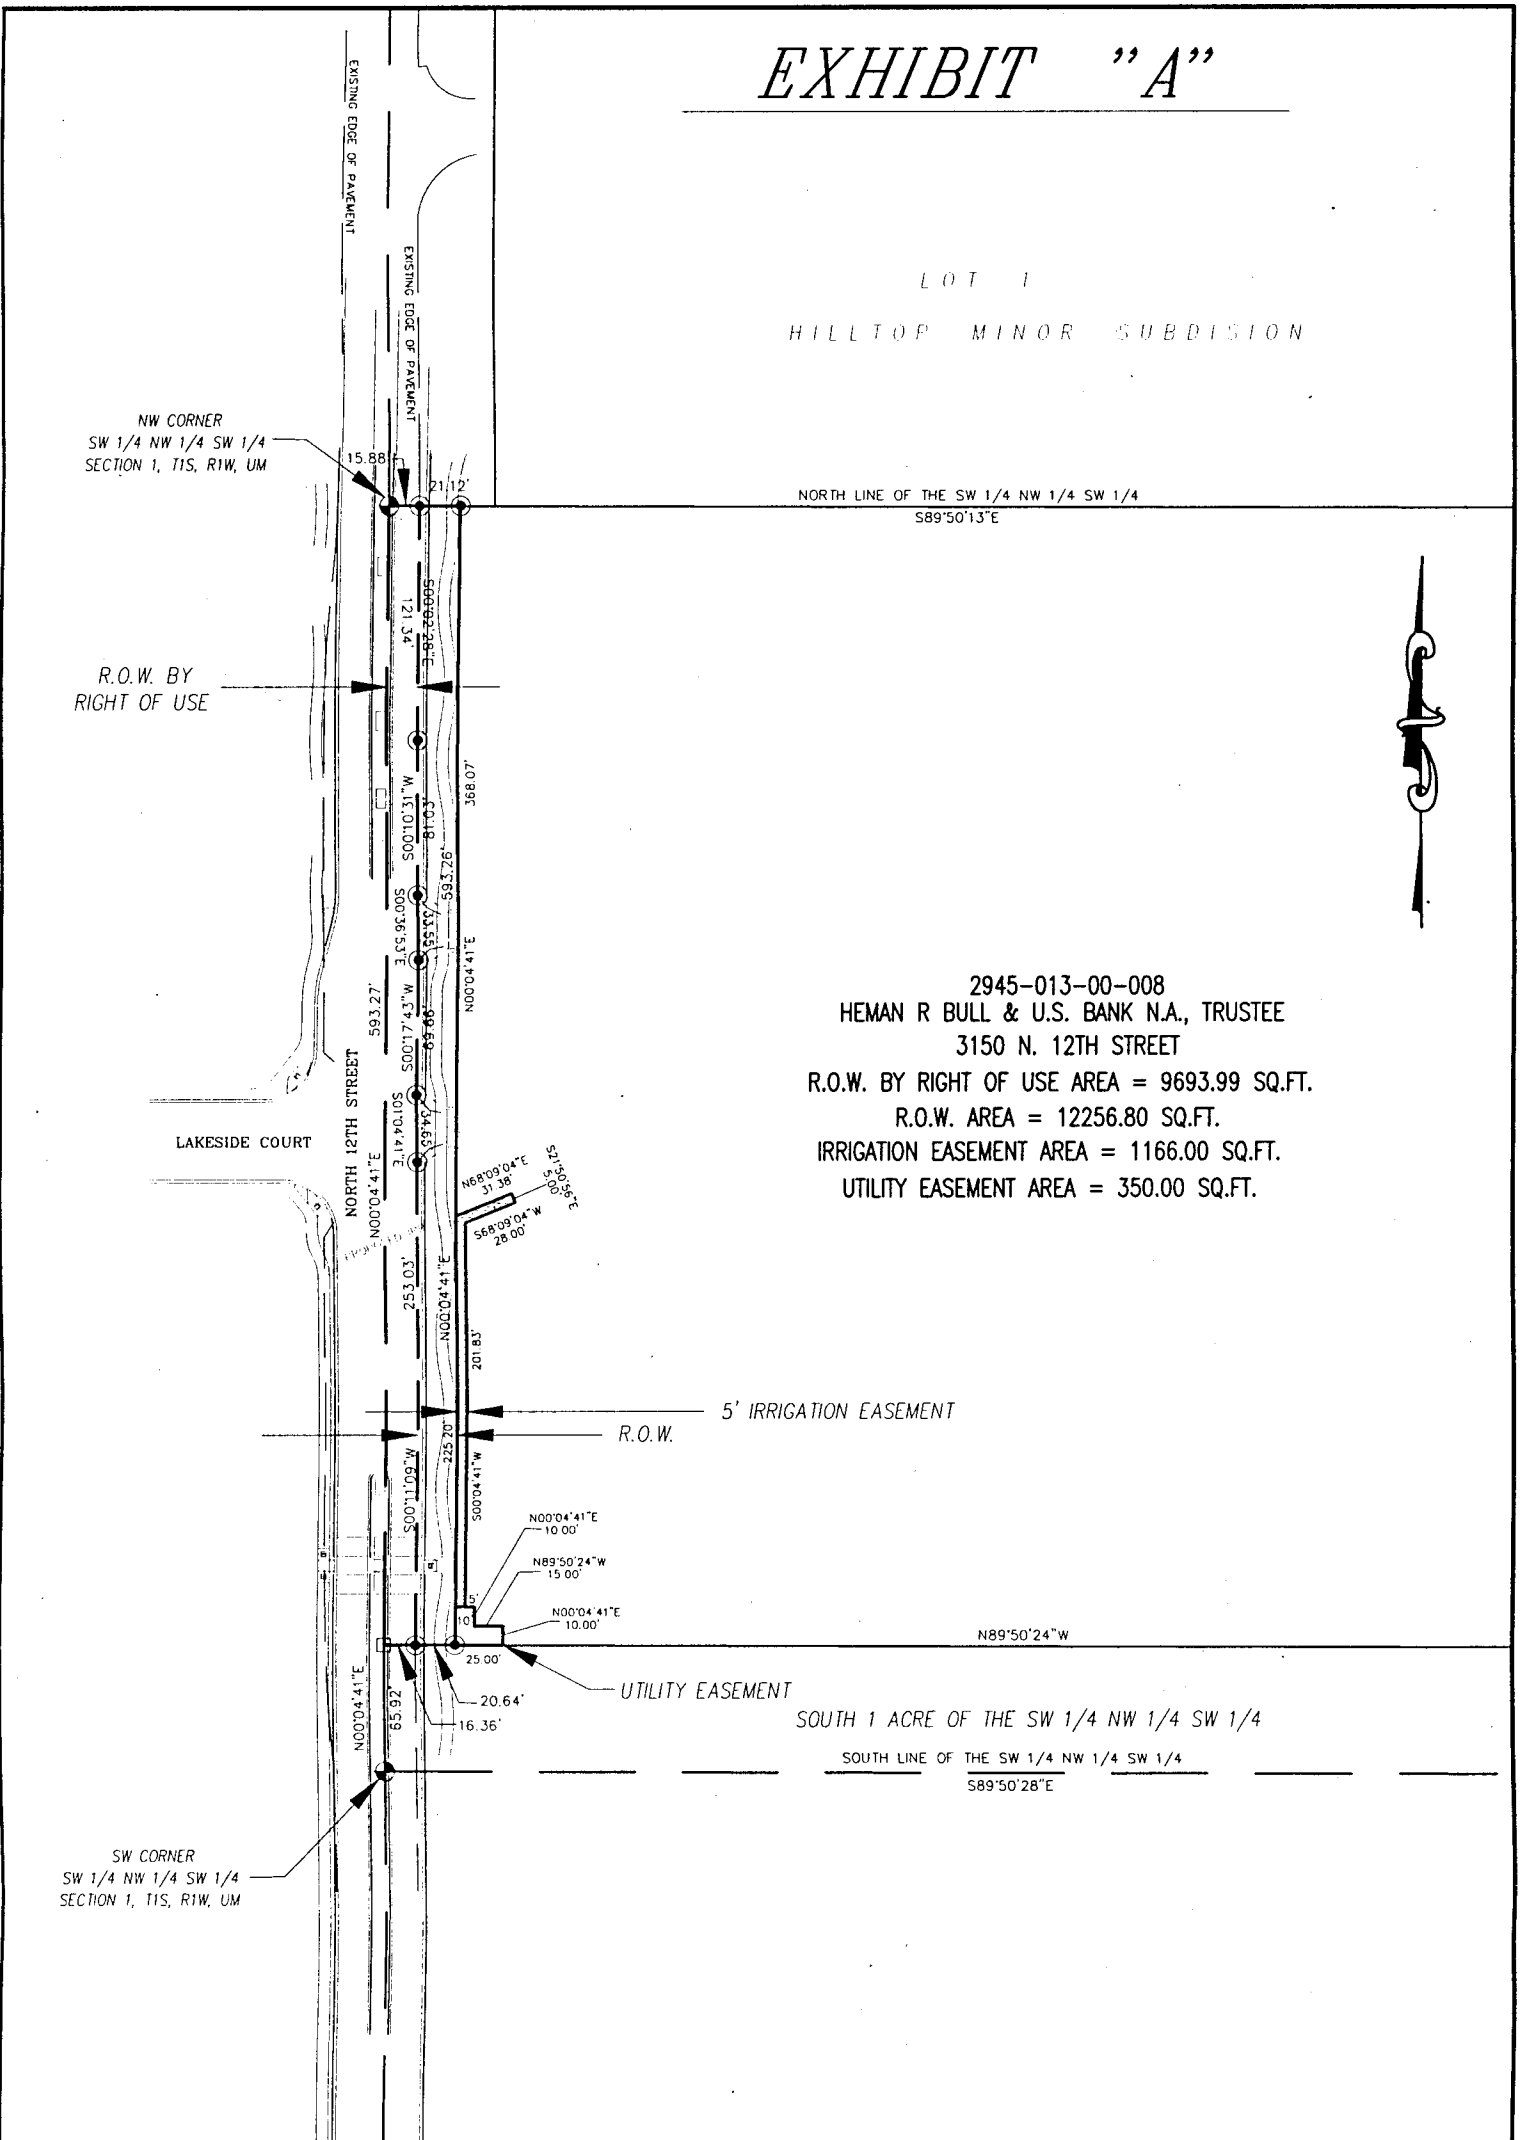 EXHIBIT "A"
EXISTING EDGE OF PAVEMENT
EXISTING EDGE OF PAVEMENT
LOT 1
HILLTOP MINOR SUBDISION
NW CORNER
SW 1/4 NW 1/4 SW 1/4
SECTION 1, T1S, R1W, UM
15.88'
21.12'
NORTH LINE OF THE SW 1/4 NW 1/4 SW 1/4
S89°50'13"E
S00°02'28"E
121.34'
R.O.W. BY
RIGHT OF USE
368.07'
S00°01'31"W
81.03'
593.26'
S00°36'53"E
33.55'
N00°04'41"E
593.27'
S00°17'43"W
69.69'
2945-013-00-008
HEMAN R BULL & U.S. BANK N.A., TRUSTEE
3150 N. 12TH STREET
R.O.W. BY RIGHT OF USE AREA = 9693.99 SQ.FT.
R.O.W. AREA = 12256.80 SQ.FT.
IRRIGATION EASEMENT AREA = 1166.00 SQ.FT.
UTILITY EASEMENT AREA = 350.00 SQ.FT.
NORTH 12TH STREET
N00°04'41"E
LAKESIDE COURT
S01°04'41"E
34.65'
N68°09'04"E
31.38'
S21°50'56"E
5.00'
S68°09'04"W
28.00'
253.03'
N00°04'41"E
201.83'
5' IRRIGATION EASEMENT
R.O.W.
225.20'
S00°11'09"W
S00°04'41"W
N00°04'41"E
10.00'
N89°50'24"W
15.00'
N00°04'41"E
10.00'
5'
10'
25.00'
N89°50'24"W
UTILITY EASEMENT
20.64'
16.36'
N00°04'41"E
65.92'
SOUTH 1 ACRE OF THE SW 1/4 NW 1/4 SW 1/4
SOUTH LINE OF THE SW 1/4 NW 1/4 SW 1/4
S89°50'28"E
SW CORNER
SW 1/4 NW 1/4 SW 1/4
SECTION 1, T1S, R1W, UM